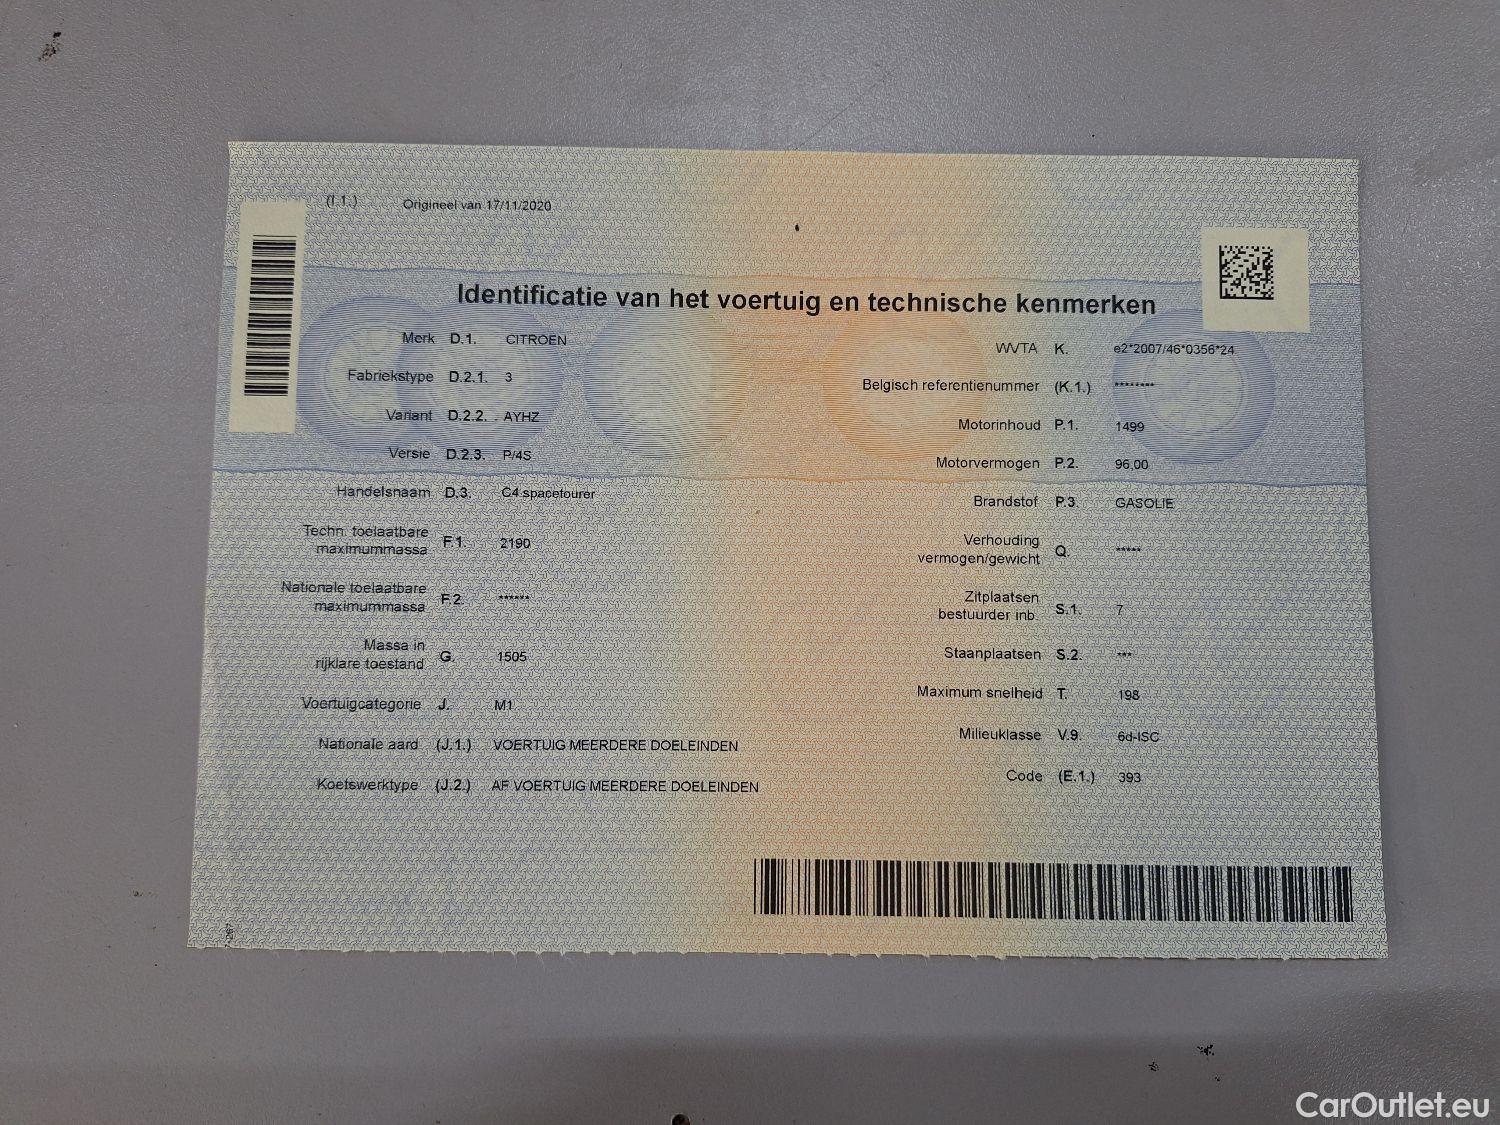 (I.1.) Origineel van 17/11/2020
Identificatie van het voertuig en technische kenmerken
Merk D.1. CITROEN
Fabriekstype D.2.1. 3
Variant D.2.2. AYHZ
Versie D.2.3. P/4S
Handelsnaam D.3. C4 spacetourer
Techn. toelaatbare
maximummassa F.1. 2190
Nationale toelaatbare
maximummassa F.2. ******
Massa in
rijklare toestand G. 1505
Voertuigcategorie J. M1
Nationale aard (J.1.) VOERTUIG MEERDERE DOELEINDEN
Koetswerktype (J.2.) AF VOERTUIG MEERDERE DOELEINDEN
WVTA K. e2*2007/46*0356*24
Belgisch referentienummer (K.1.) ********
Motorinhoud P.1. 1499
Motorvermogen P.2. 96,00
Brandstof P.3. GASOLIE
Verhouding
vermogen/gewicht Q. *****
Zitplaatsen
bestuurder inb. S.1. 7
Staanplaatsen S.2. ***
Maximum snelheid T. 198
Milieuklasse V.9. 6d-ISC
Code (E.1.) 393
CarOutlet.eu